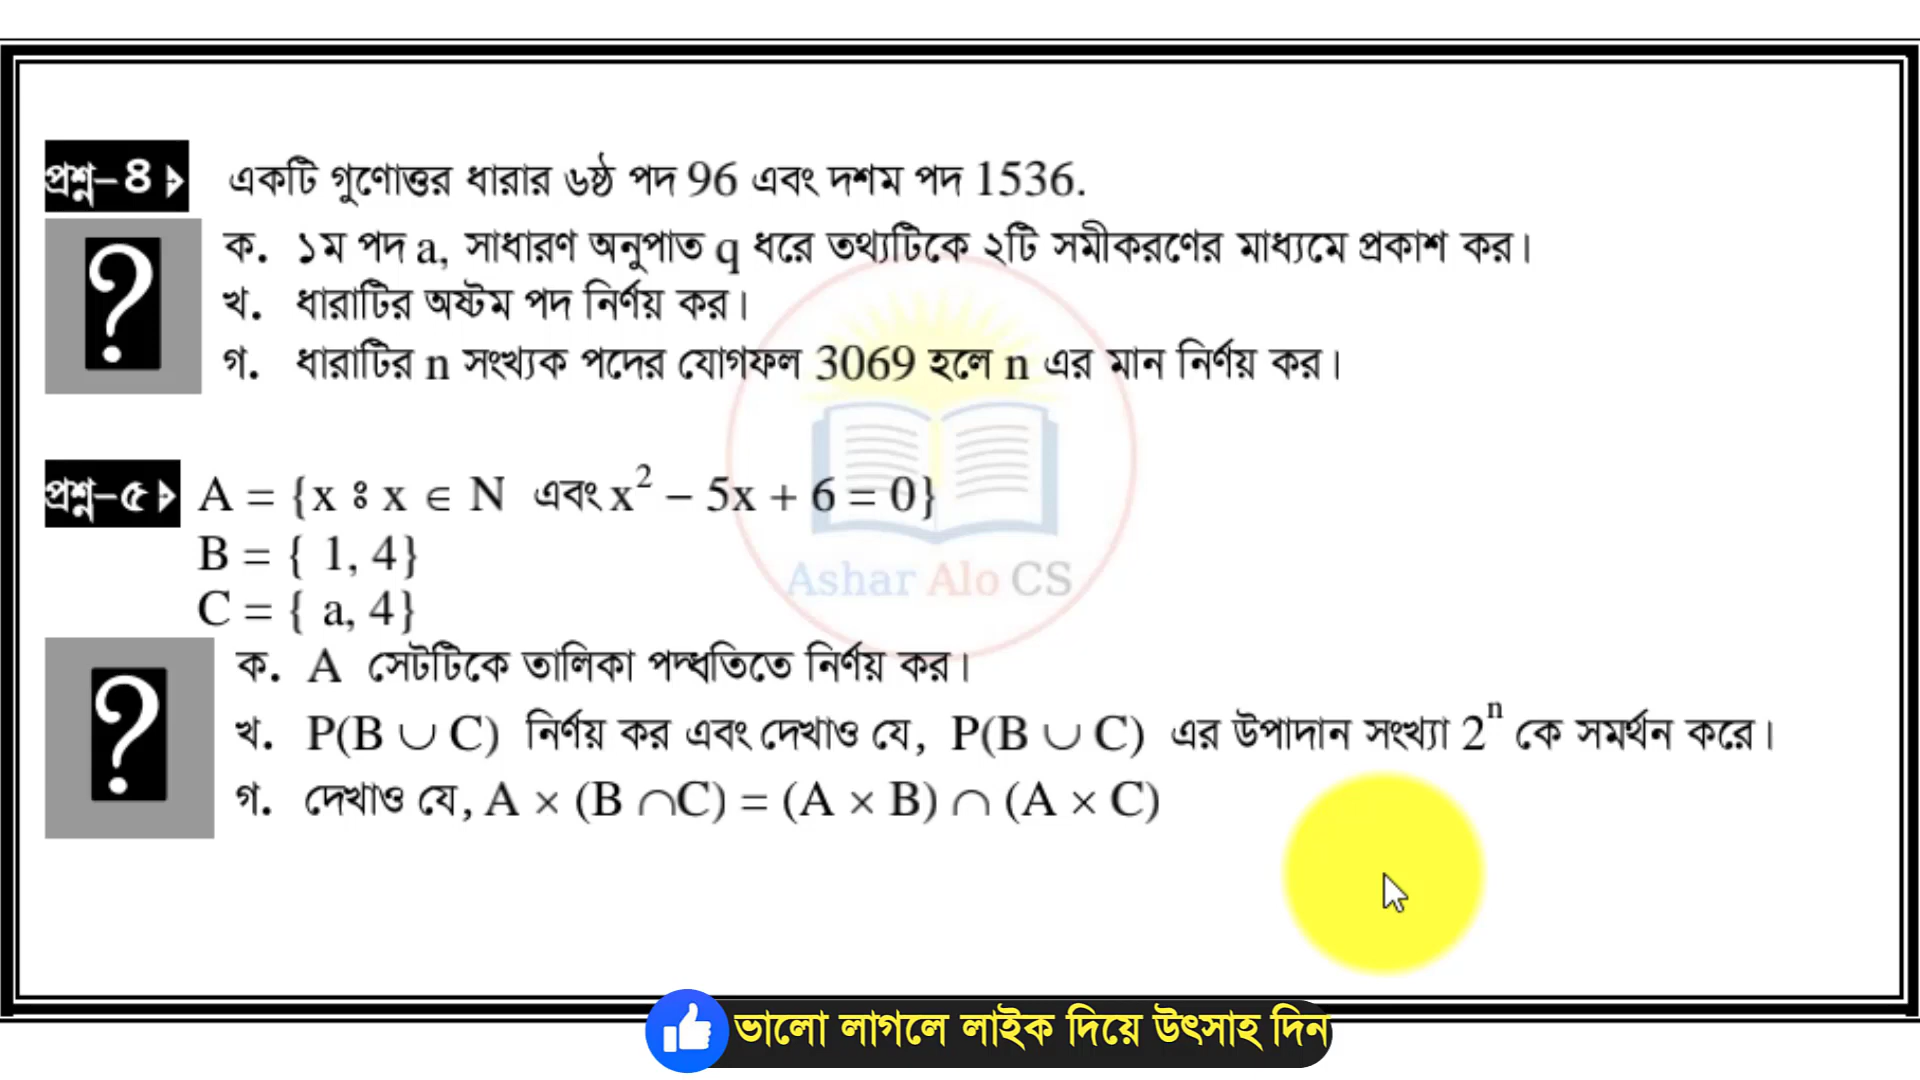 প্রশ্ন–৪ একটি গুণোত্তর ধারার ৬ষ্ঠ পদ 96 এবং দশম পদ 1536.
ক. ১ম পদ a, সাধারণ অনুপাত q ধরে তথ্যটিকে ২টি সমীকরণের মাধ্যমে প্রকাশ কর।
খ. ধারাটির অষ্টম পদ নির্ণয় কর।
গ. ধারাটির n সংখ্যক পদের যোগফল 3069 হলে n এর মান নির্ণয় কর।
প্রশ্ন–৫ A = {x ঃ x ∈ N এবং x² – 5x + 6 = 0}
B = { 1, 4}
C = { a, 4}
Ashar Alo CS
ক. A সেটটিকে তালিকা পদ্ধতিতে নির্ণয় কর।
খ. P(B ∪ C) নির্ণয় কর এবং দেখাও যে, P(B ∪ C) এর উপাদান সংখ্যা 2ⁿ কে সমর্থন করে।
গ. দেখাও যে, A × (B ∩C) = (A × B) ∩ (A × C)
ভালো লাগলে লাইক দিয়ে উৎসাহ দিন